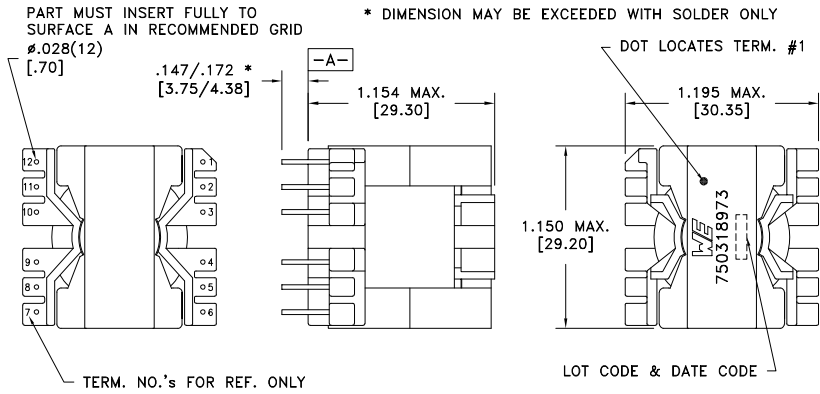 PART MUST INSERT FULLY TO
SURFACE A IN RECOMMENDED GRID
ø.028(12)
[.70]
* DIMENSION MAY BE EXCEEDED WITH SOLDER ONLY
DOT LOCATES TERM. #1
.147/.172 *
[3.75/4.38]
-A-
1.154 MAX.
[29.30]
1.195 MAX.
[30.35]
12
1
11
2
10
3
9
4
8
5
7
6
1.150 MAX.
[29.20]
WE
750318973
TERM. NO.'s FOR REF. ONLY
LOT CODE & DATE CODE